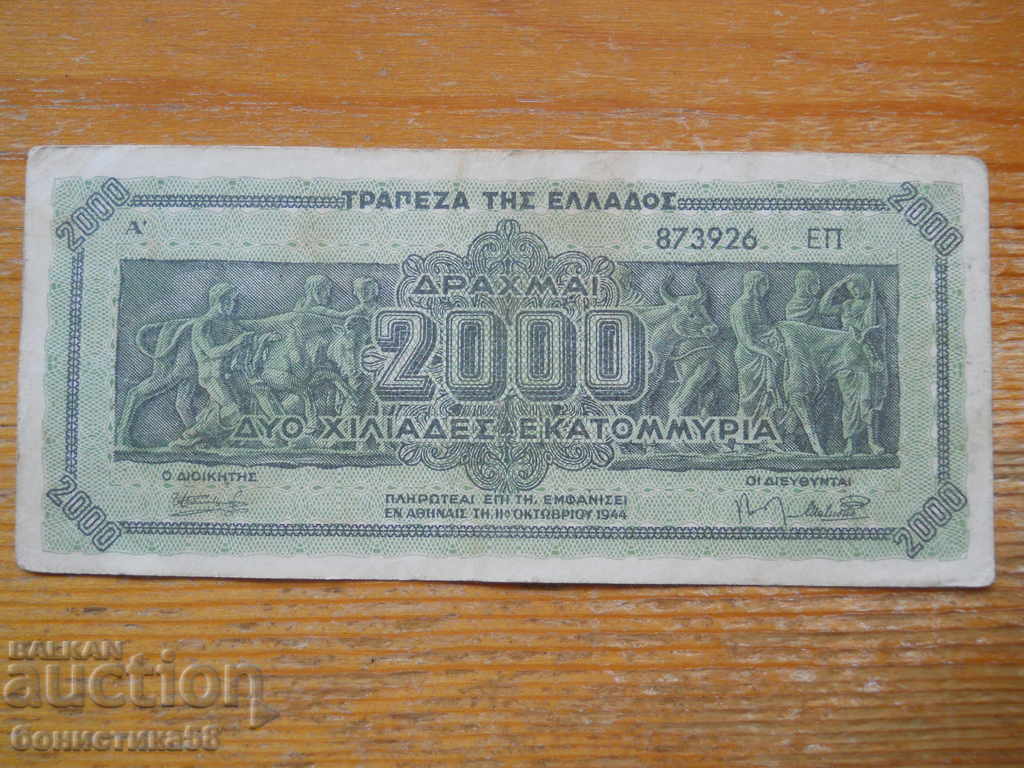 2000
ΤΡΑΠΕΖΑ ΤΗΣ ΕΛΛΑΔΟΣ
2000
Α'
873926 ΕΠ
ΔΡΑΧΜΑΙ
2000
ΔΥΟ ΧΙΛΙΑΔΕΣ ΕΚΑΤΟΜΜΥΡΙΑ
Ο ΔΙΟΙΚΗΤΗΣ
ΟΙ ΔΙΕΥΘΥΝΤΑΙ
ΠΛΗΡΩΤΕΑΙ ΕΠΙ ΤΗ, ΕΜΦΑΝΙΣΕΙ
ΕΝ ΑΘΗΝΑΙΣ ΤΗ, 11ῃ ΟΚΤΩΒΡΙΟΥ 1944
2000
2000
BALKAN
auction
бонистика58